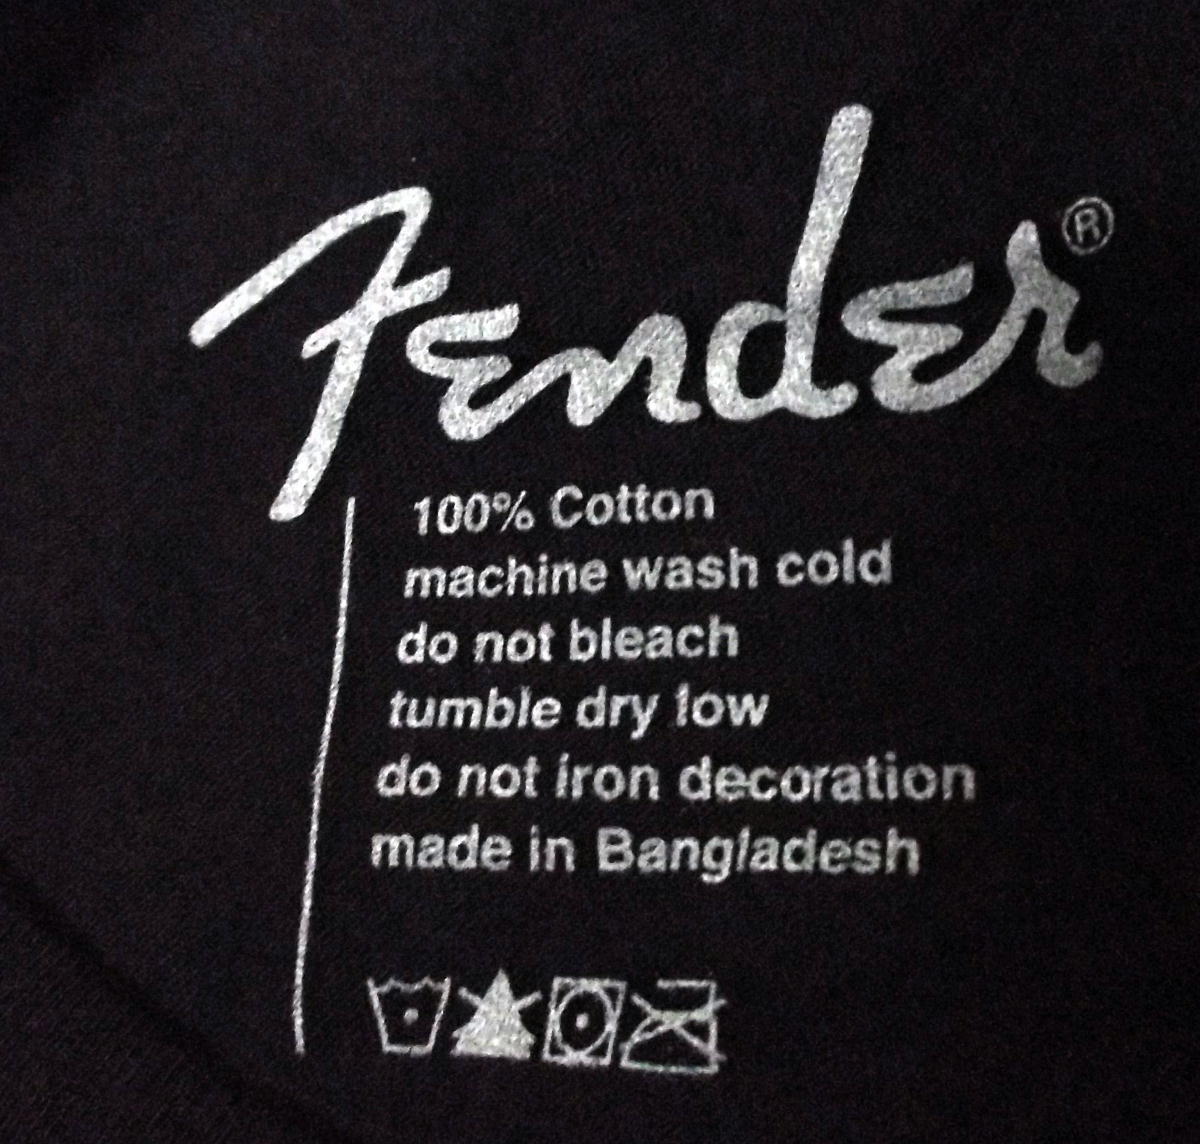 Fender®
100% Cotton
machine wash cold
do not bleach
tumble dry low
do not iron decoration
made in Bangladesh